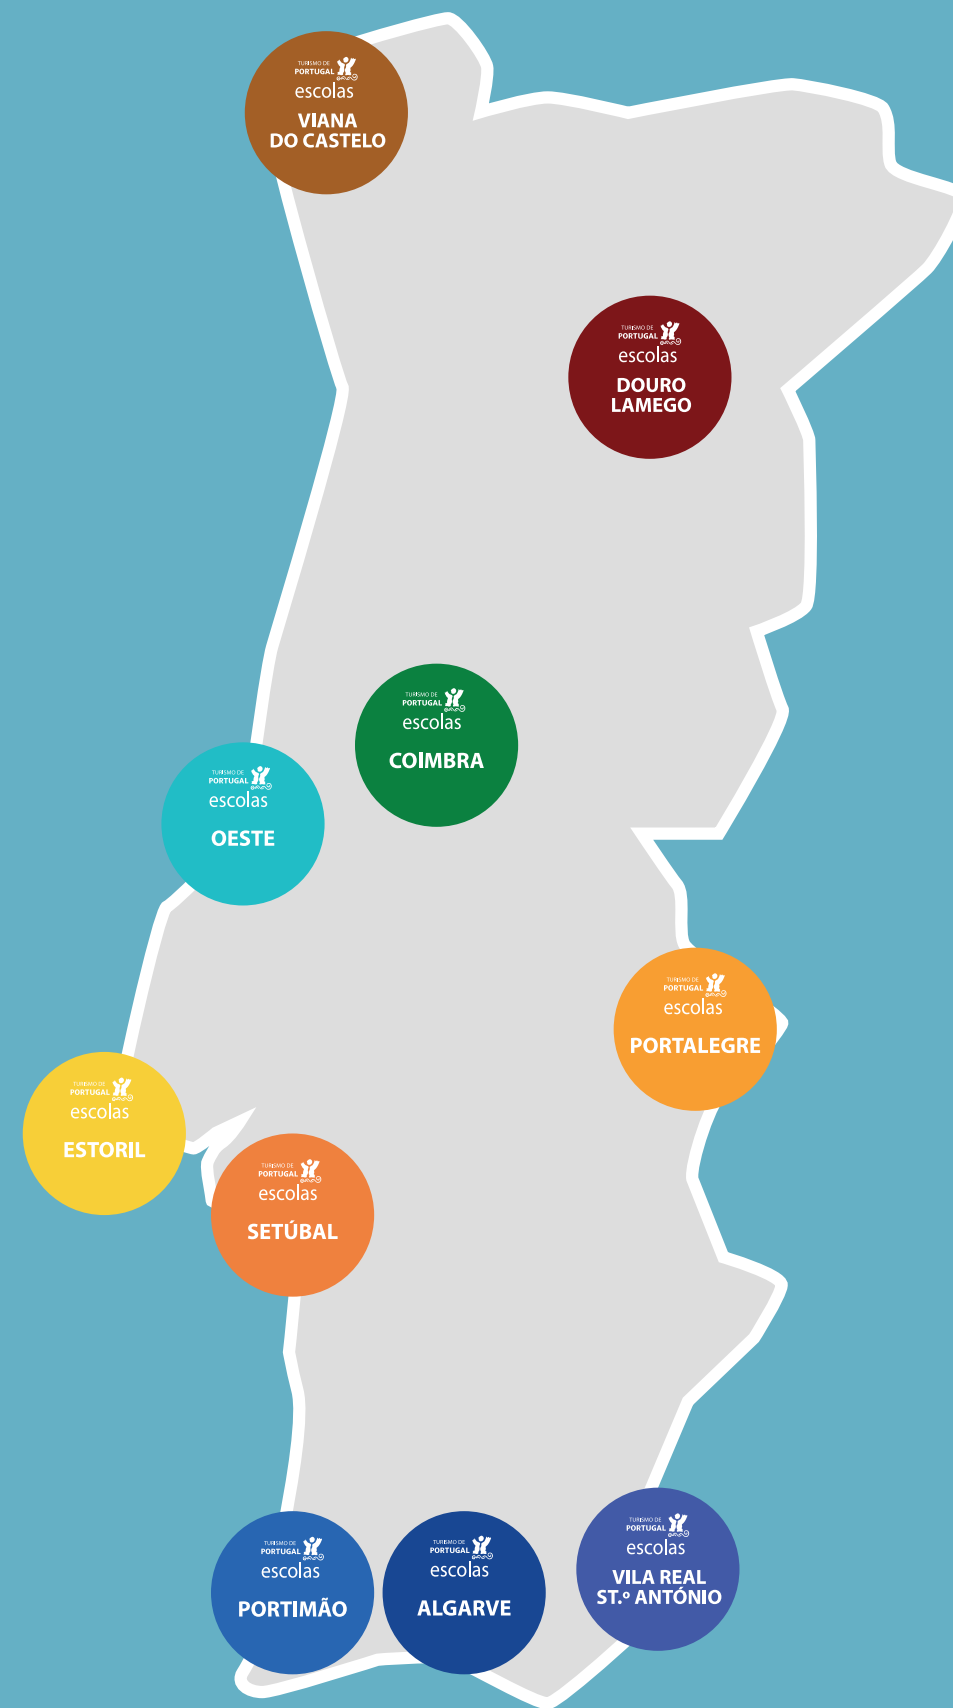 TURISMO DE
PORTUGAL
escolas
VIANA
DO CASTELO
TURISMO DE
PORTUGAL
escolas
DOURO
LAMEGO
TURISMO DE
PORTUGAL
escolas
COIMBRA
TURISMO DE
PORTUGAL
escolas
OESTE
TURISMO DE
PORTUGAL
escolas
PORTALEGRE
TURISMO DE
PORTUGAL
escolas
ESTORIL
TURISMO DE
PORTUGAL
escolas
SETÚBAL
TURISMO DE
PORTUGAL
escolas
PORTIMÃO
TURISMO DE
PORTUGAL
escolas
ALGARVE
TURISMO DE
PORTUGAL
escolas
VILA REAL
ST.º ANTÓNIO